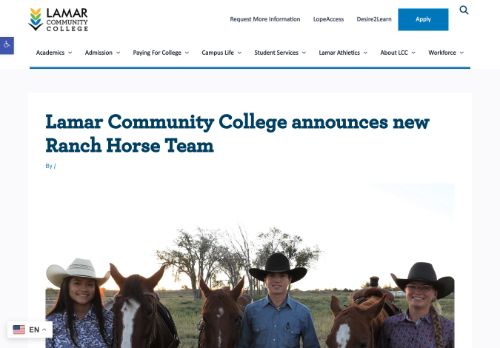 LAMAR
COMMUNITY
COLLEGE
Request More Information LopeAccess Desire2Learn Apply
Academics Admission Paying For College Campus Life Student Services Lamar Athletics About LCC Workforce
Lamar Community College announces new
Ranch Horse Team
By /
EN